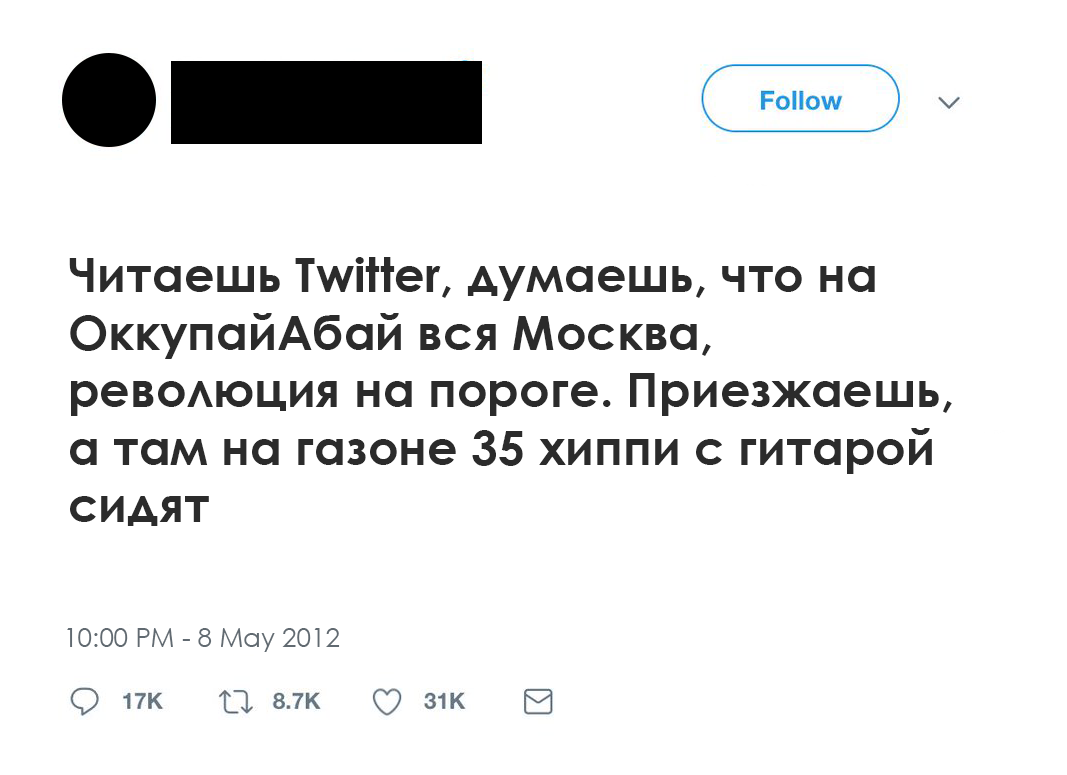 Follow
Читаешь Twitter, думаешь, что на
ОккупайАбай вся Москва,
революция на пороге. Приезжаешь,
а там на газоне 35 хиппи с гитарой
сидят
10:00 PM - 8 May 2012
17K 8.7K 31K